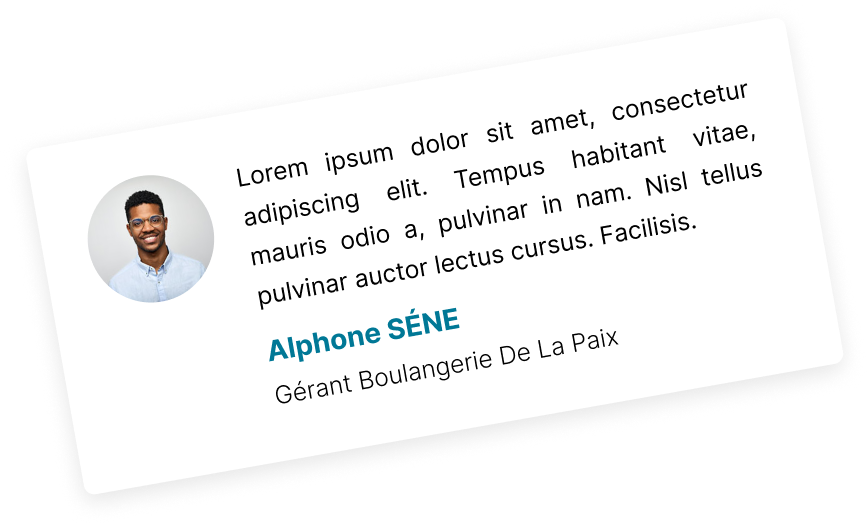 Lorem ipsum dolor sit amet, consectetur
adipiscing elit. Tempus habitant vitae,
mauris odio a, pulvinar in nam. Nisl tellus
pulvinar auctor lectus cursus. Facilisis.
Alphone SÉNE
Gérant Boulangerie De La Paix